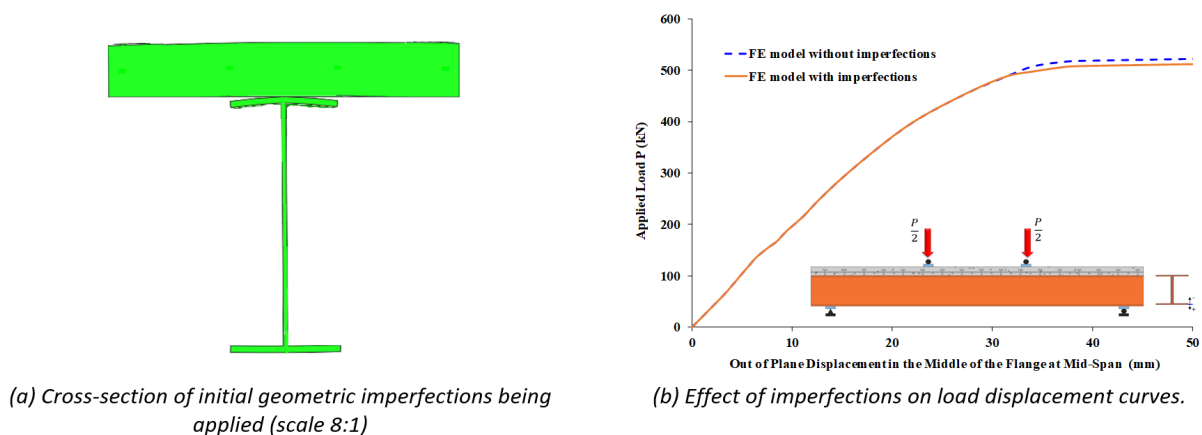 600
500
400
300
200
100
0
Applied Load P (kN)
FE model without imperfections
FE model with imperfections
P
2
P
2
0
10
20
30
40
50
Out of Plane Displacement in the Middle of the Flange at Mid-Span (mm)
(a) Cross-section of initial geometric imperfections being
applied (scale 8:1)
(b) Effect of imperfections on load displacement curves.